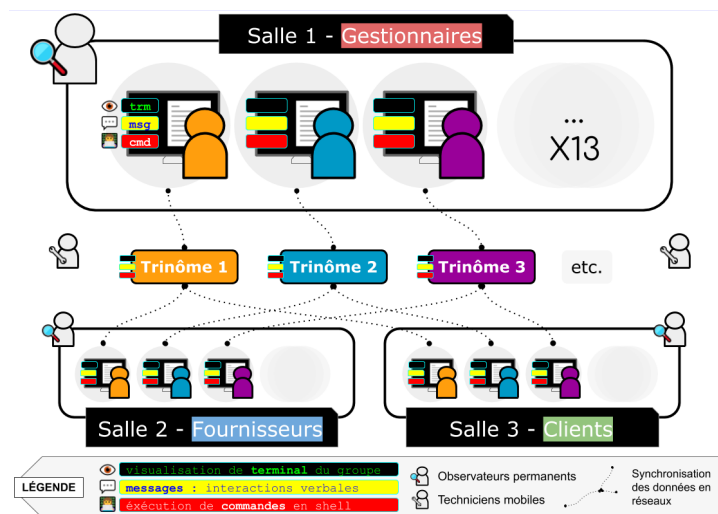 Salle 1 - Gestionnaires
trm
msg
cmd
...
X13
Trinôme 1
Trinôme 2
Trinôme 3
etc.
Salle 2 - Fournisseurs
Salle 3 - Clients
LÉGENDE
visualisation de terminal du groupe
messages : interactions verbales
éxécution de commandes en shell
Observateurs permanents
Techniciens mobiles
Synchronisation
des données en
réseaux